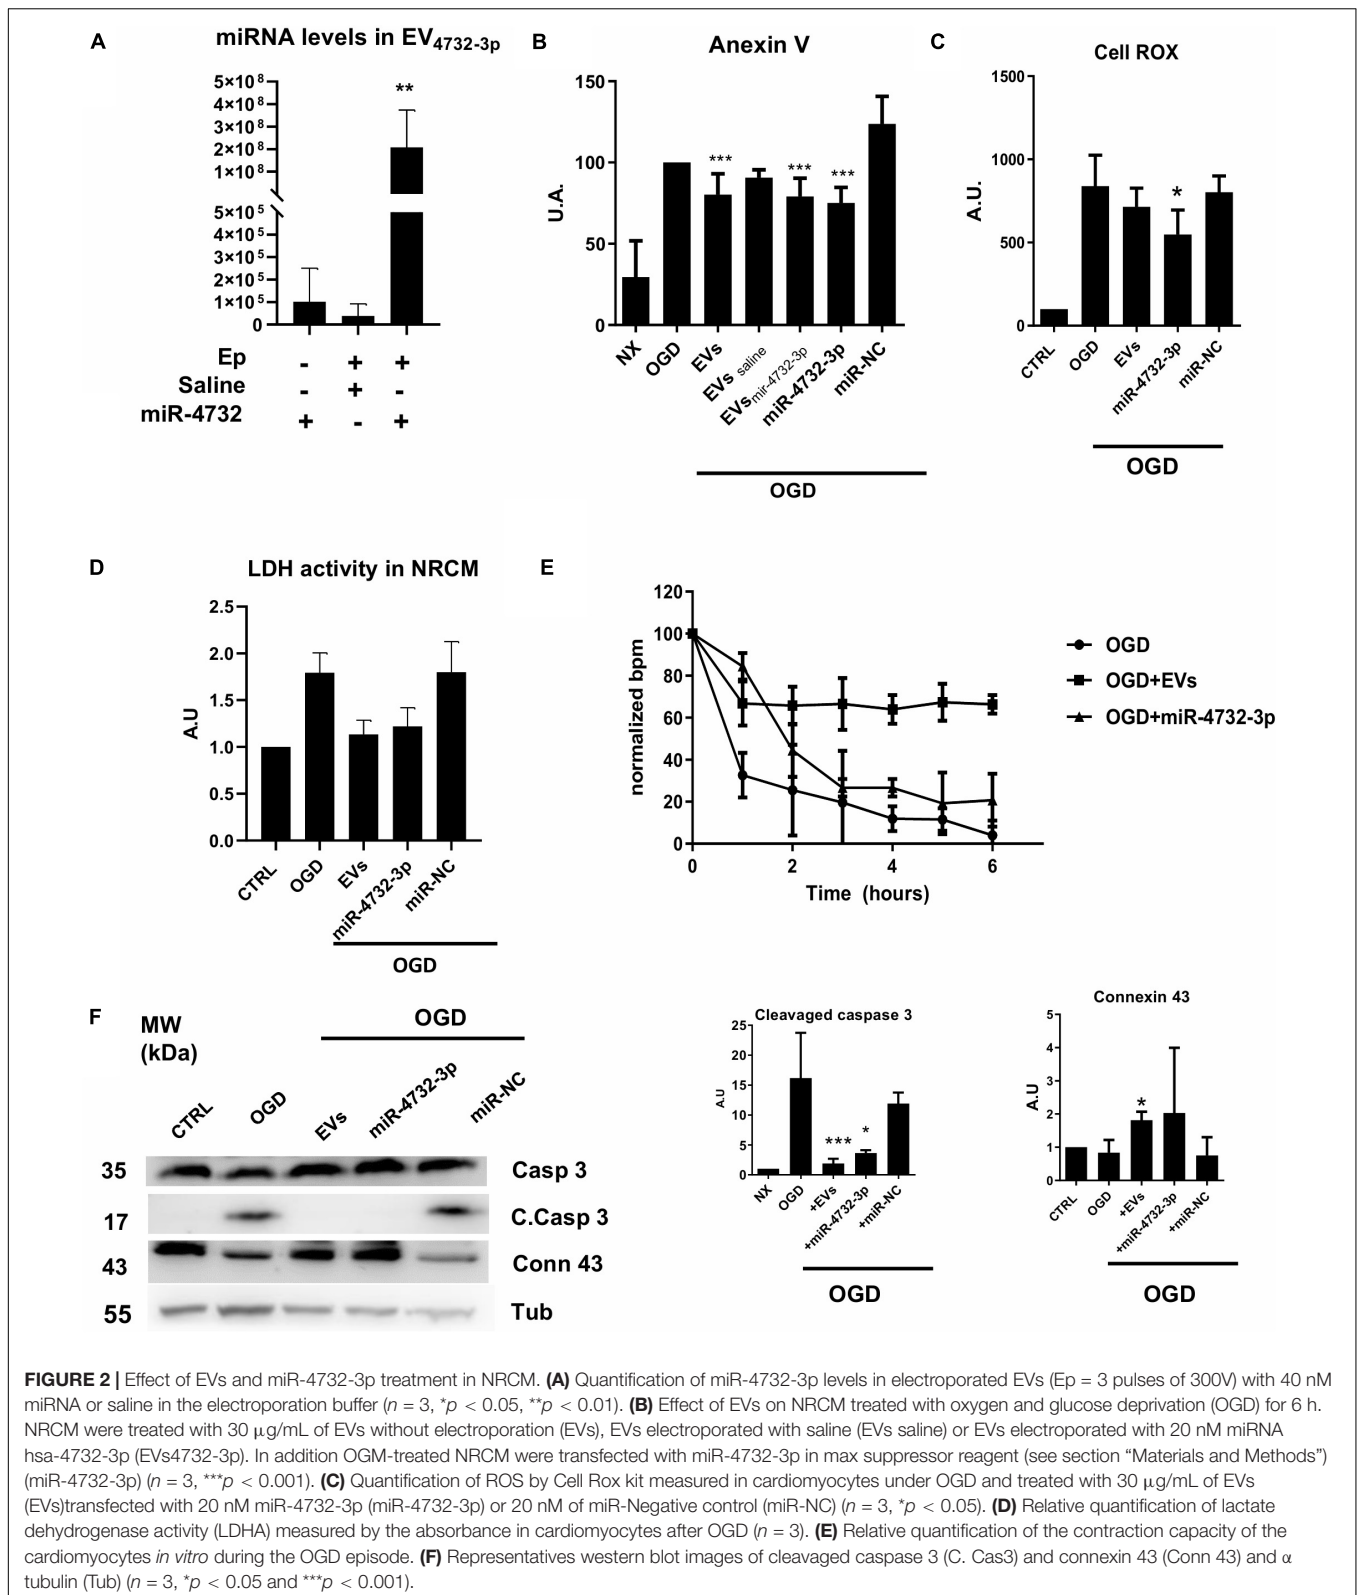 A
miRNA levels in EV4732-3p
5×10⁸
4×10⁸
3×10⁸
2×10⁸
1×10⁸
5×10⁵
4×10⁵
3×10⁵
2×10⁵
1×10⁵
0
**
Ep - + +
Saline - + -
miR-4732 + - +
B
Anexin V
U.A.
150
100
50
0
*** *** ***
NX OGD EVs EVs saline EVsmir-4732-3p miR-4732-3p miR-NC
OGD
C
Cell ROX
A.U.
1500
1000
500
0
*
CTRL OGD EVs miR-4732-3p miR-NC
OGD
D
LDH activity in NRCM
A.U
2.5
2.0
1.5
1.0
0.5
0.0
CTRL OGD EVs miR-4732-3p miR-NC
OGD
E
normalized bpm
120
100
80
60
40
20
0
0 2 4 6
Time (hours)
OGD
OGD+EVs
OGD+miR-4732-3p
F
MW
(kDa)
OGD
CTRL OGD EVs miR-4732-3p miR-NC
35 Casp 3
17 C.Casp 3
43 Conn 43
55 Tub
Cleavaged caspase 3
A.U
25
20
15
10
5
0
*** *
NX OGD +EVs +miR-4732-3p +miR-NC
OGD
Connexin 43
A.U
5
4
3
2
1
0
*
CTRL OGD +EVs +miR-4732-3p +miR-NC
OGD
FIGURE 2 | Effect of EVs and miR-4732-3p treatment in NRCM. (A) Quantification of miR-4732-3p levels in electroporated EVs (Ep = 3 pulses of 300V) with 40 nM
miRNA or saline in the electroporation buffer (n = 3, *p < 0.05, **p < 0.01). (B) Effect of EVs on NRCM treated with oxygen and glucose deprivation (OGD) for 6 h.
NRCM were treated with 30 μg/mL of EVs without electroporation (EVs), EVs electroporated with saline (EVs saline) or EVs electroporated with 20 nM miRNA
hsa-4732-3p (EVs4732-3p). In addition OGM-treated NRCM were transfected with miR-4732-3p in max suppressor reagent (see section “Materials and Methods”)
(miR-4732-3p) (n = 3, ***p < 0.001). (C) Quantification of ROS by Cell Rox kit measured in cardiomyocytes under OGD and treated with 30 μg/mL of EVs
(EVs)transfected with 20 nM miR-4732-3p (miR-4732-3p) or 20 nM of miR-Negative control (miR-NC) (n = 3, *p < 0.05). (D) Relative quantification of lactate
dehydrogenase activity (LDHA) measured by the absorbance in cardiomyocytes after OGD (n = 3). (E) Relative quantification of the contraction capacity of the
cardiomyocytes in vitro during the OGD episode. (F) Representatives western blot images of cleavaged caspase 3 (C. Cas3) and connexin 43 (Conn 43) and α
tubulin (Tub) (n = 3, *p < 0.05 and ***p < 0.001).